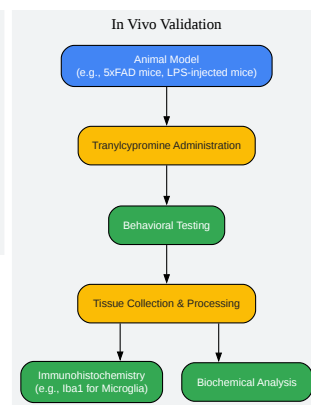 In Vivo Validation
Animal Model
(e.g., 5xFAD mice, LPS-injected mice)
Tranylcypromine Administration
Behavioral Testing
Tissue Collection & Processing
Immunohistochemistry
(e.g., Iba1 for Microglia)
Biochemical Analysis